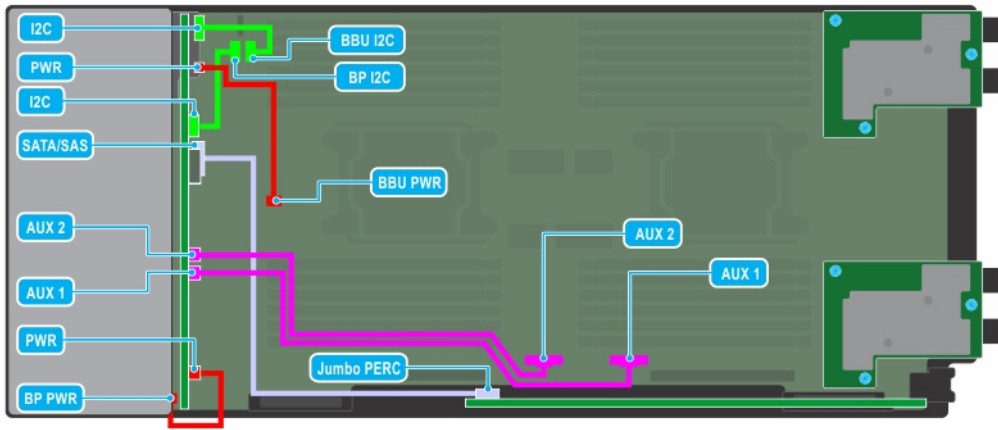 I2C
PWR
I2C
SATA/SAS
AUX 2
AUX 1
PWR
BP PWR
BBU I2C
BP I2C
BBU PWR
AUX 2
AUX 1
Jumbo PERC